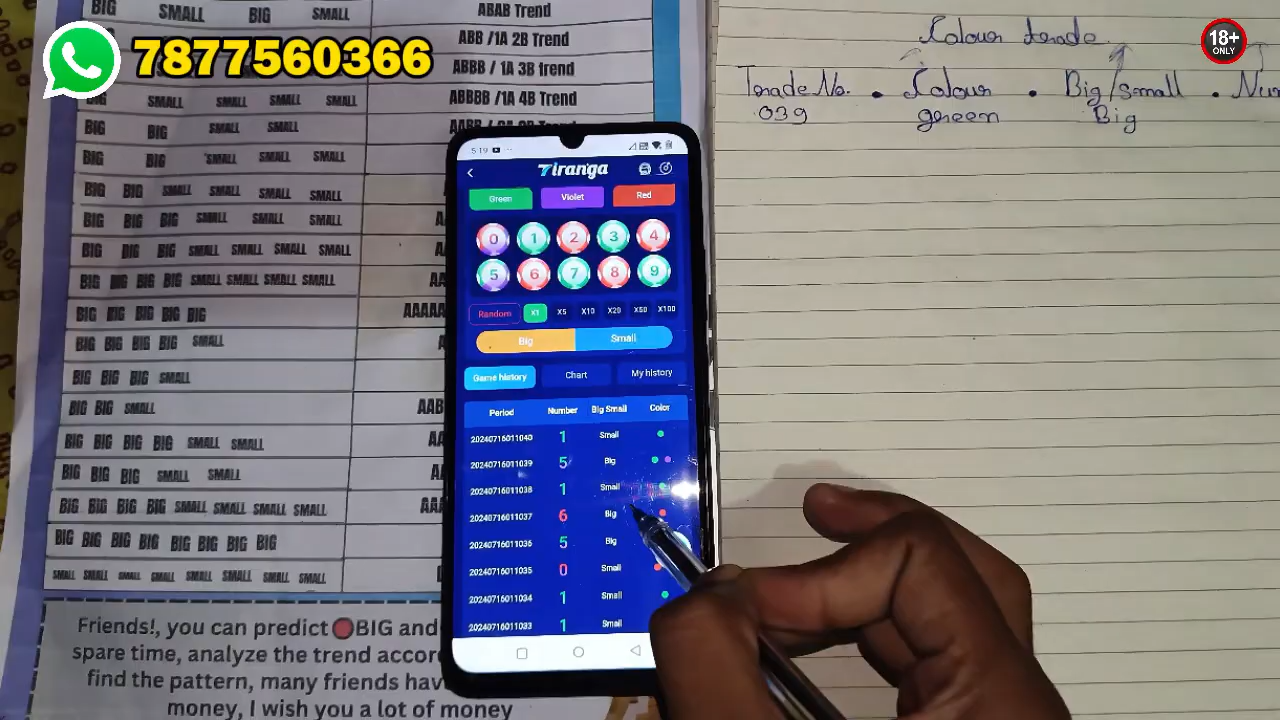 7877560366
18+
ONLY
BIG SMALL BIG SMALL ABAB Trend
ABB /1A 2B Trend
ABBB / 1A 3B trend
BIG SMALL SMALL SMALL SMALL ABBBB /1A 4B Trend
BIG BIG SMALL SMALL
BIG BIG SMALL SMALL SMALL
BIG BIG SMALL SMALL SMALL SMALL
BIG BIG BIG SMALL SMALL SMALL
BIG BIG BIG SMALL SMALL SMALL SMALL
BIG BIG BIG BIG SMALL SMALL SMALL SMALL
BIG BIG BIG BIG BIG
BIG BIG BIG BIG SMALL
BIG BIG BIG SMALL
BIG BIG SMALL
BIG BIG BIG BIG SMALL SMALL
BIG BIG BIG SMALL SMALL
BIG BIG BIG BIG SMALL SMALL SMALL SMALL
BIG BIG BIG BIG BIG BIG BIG
SMALL SMALL SMALL SMALL SMALL SMALL SMALL SMALL
Friends!, you can predict BIG and
spare time, analyze the trend
find the pattern, many friends
money, I wish you a lot of money
5:19
Tiranga
Green Violet Red
0 1 2 3 4
5 6 7 8 9
Random X1 X5 X10 X20 X50 X100
Big Small
Game history Chart My history
Period Number Big Small Color
20240716011040 1 Small
20240716011039 5 Big
20240716011038 1 Small
20240716011037 6 Big
20240716011036 5 Big
20240716011035 0 Small
20240716011034 1 Small
20240716011033 1 Small
Colour trade
Trade No. . Colour . Big/small .
039 green Big